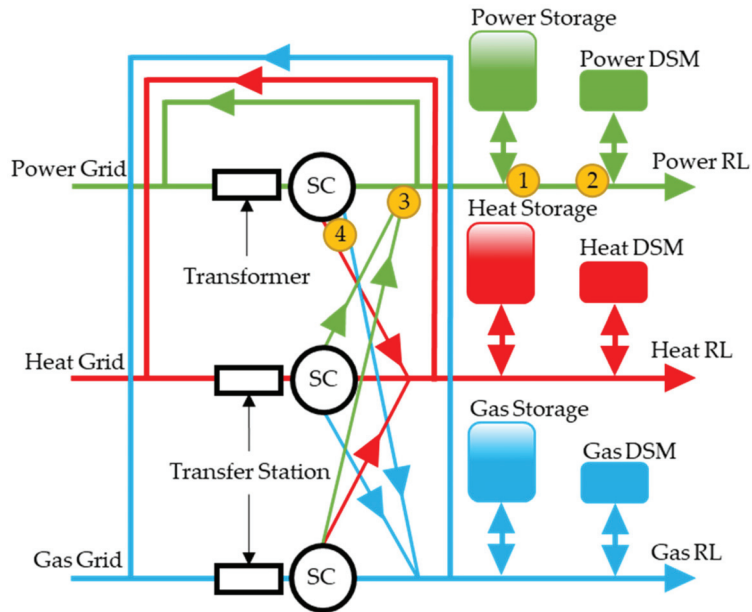 Power Storage
Power DSM
Power Grid
SC
1
2
Power RL
3
4
Heat Storage
Heat DSM
Transformer
Heat Grid
SC
Heat RL
Gas Storage
Gas DSM
Transfer Station
Gas Grid
SC
Gas RL